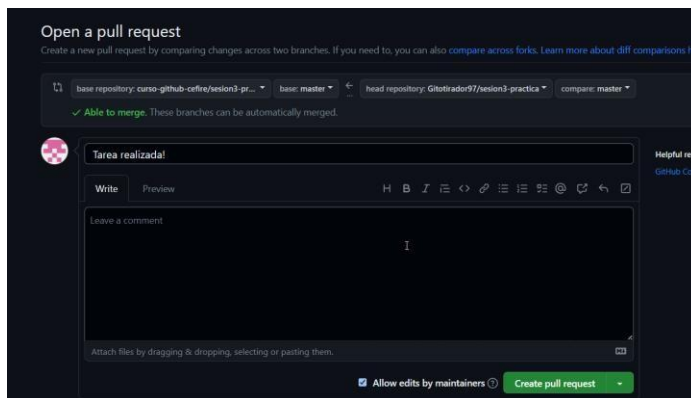 Open a pull request
Create a new pull request by comparing changes across two branches. If you need to, you can also compare across forks. Learn more about diff comparisons
base repository: curso-github-cefire/sesion3-pr... base: master head repository: Gitotirador97/sesion3-practica compare: master
Able to merge. These branches can be automatically merged.
Tarea realizada!
Helpful re
Write Preview
GitHub Co
Leave a comment
Attach files by dragging & dropping, selecting or pasting them.
Allow edits by maintainers Create pull request